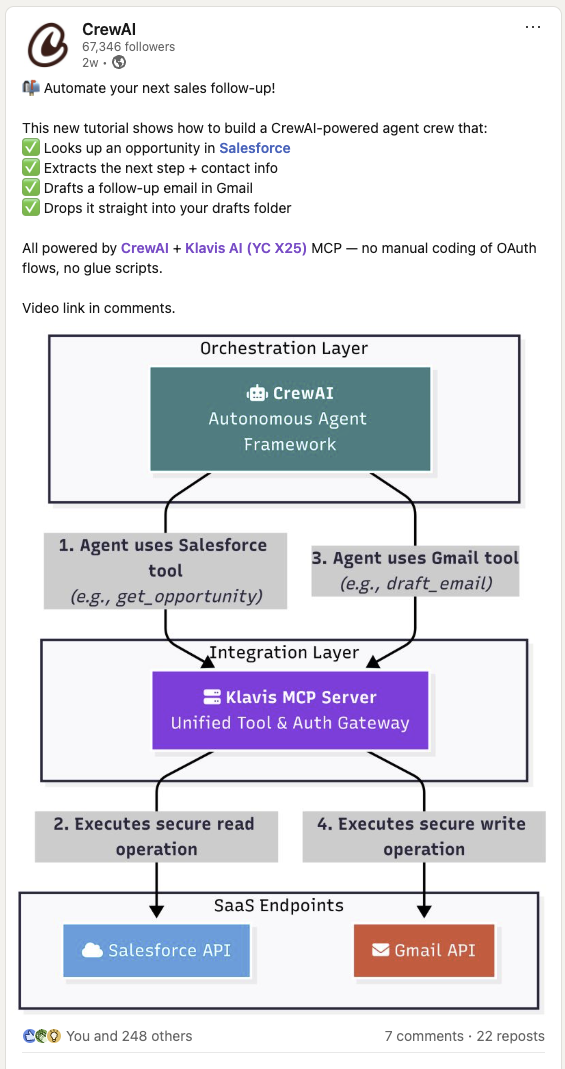 CrewAI
67,346 followers
2w •
📬 Automate your next sales follow-up!
This new tutorial shows how to build a CrewAI-powered agent crew that:
✅ Looks up an opportunity in Salesforce
✅ Extracts the next step + contact info
✅ Drafts a follow-up email in Gmail
✅ Drops it straight into your drafts folder
All powered by CrewAI + Klavis AI (YC X25) MCP — no manual coding of OAuth
flows, no glue scripts.
Video link in comments.
Orchestration Layer
CrewAI
Autonomous Agent
Framework
1. Agent uses Salesforce
tool
(e.g., get_opportunity)
3. Agent uses Gmail tool
(e.g., draft_email)
Integration Layer
Klavis MCP Server
Unified Tool & Auth Gateway
2. Executes secure read
operation
4. Executes secure write
operation
SaaS Endpoints
Salesforce API
Gmail API
You and 248 others
7 comments · 22 reposts